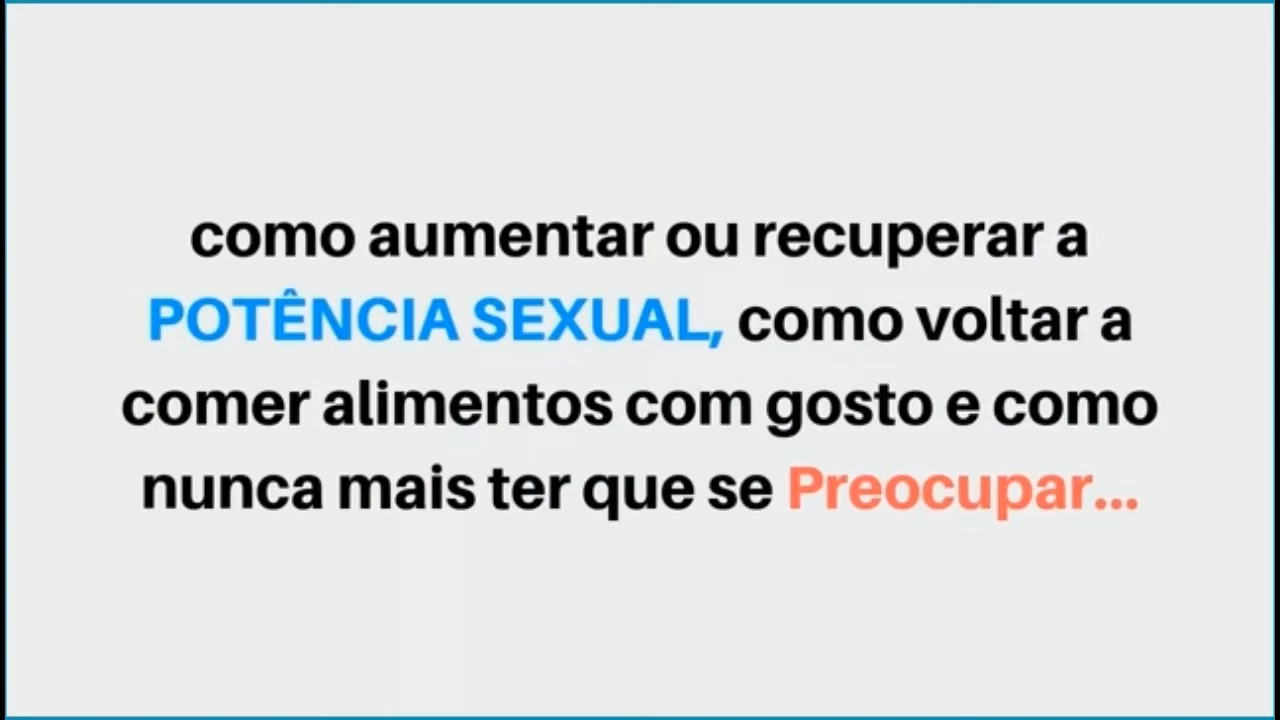 como aumentar ou recuperar a
POTÊNCIA SEXUAL, como voltar a
comer alimentos com gosto e como
nunca mais ter que se Preocupar...